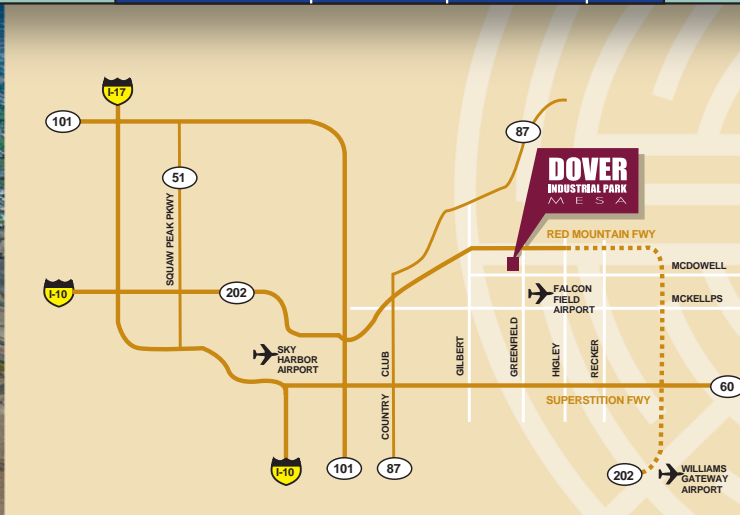 I-17
101
87
DOVER
INDUSTRIAL PARK
MESA
51
SQUAW PEAK PKWY
RED MOUNTAIN FWY
MCDOWELL
I-10
202
FALCON
FIELD
AIRPORT
MCKELLPS
SKY
HARBOR
AIRPORT
COUNTRY CLUB
GILBERT
GREENFIELD
HIGLEY
RECKER
60
SUPERSTITION FWY
I-10
101
87
202
WILLIAMS
GATEWAY
AIRPORT